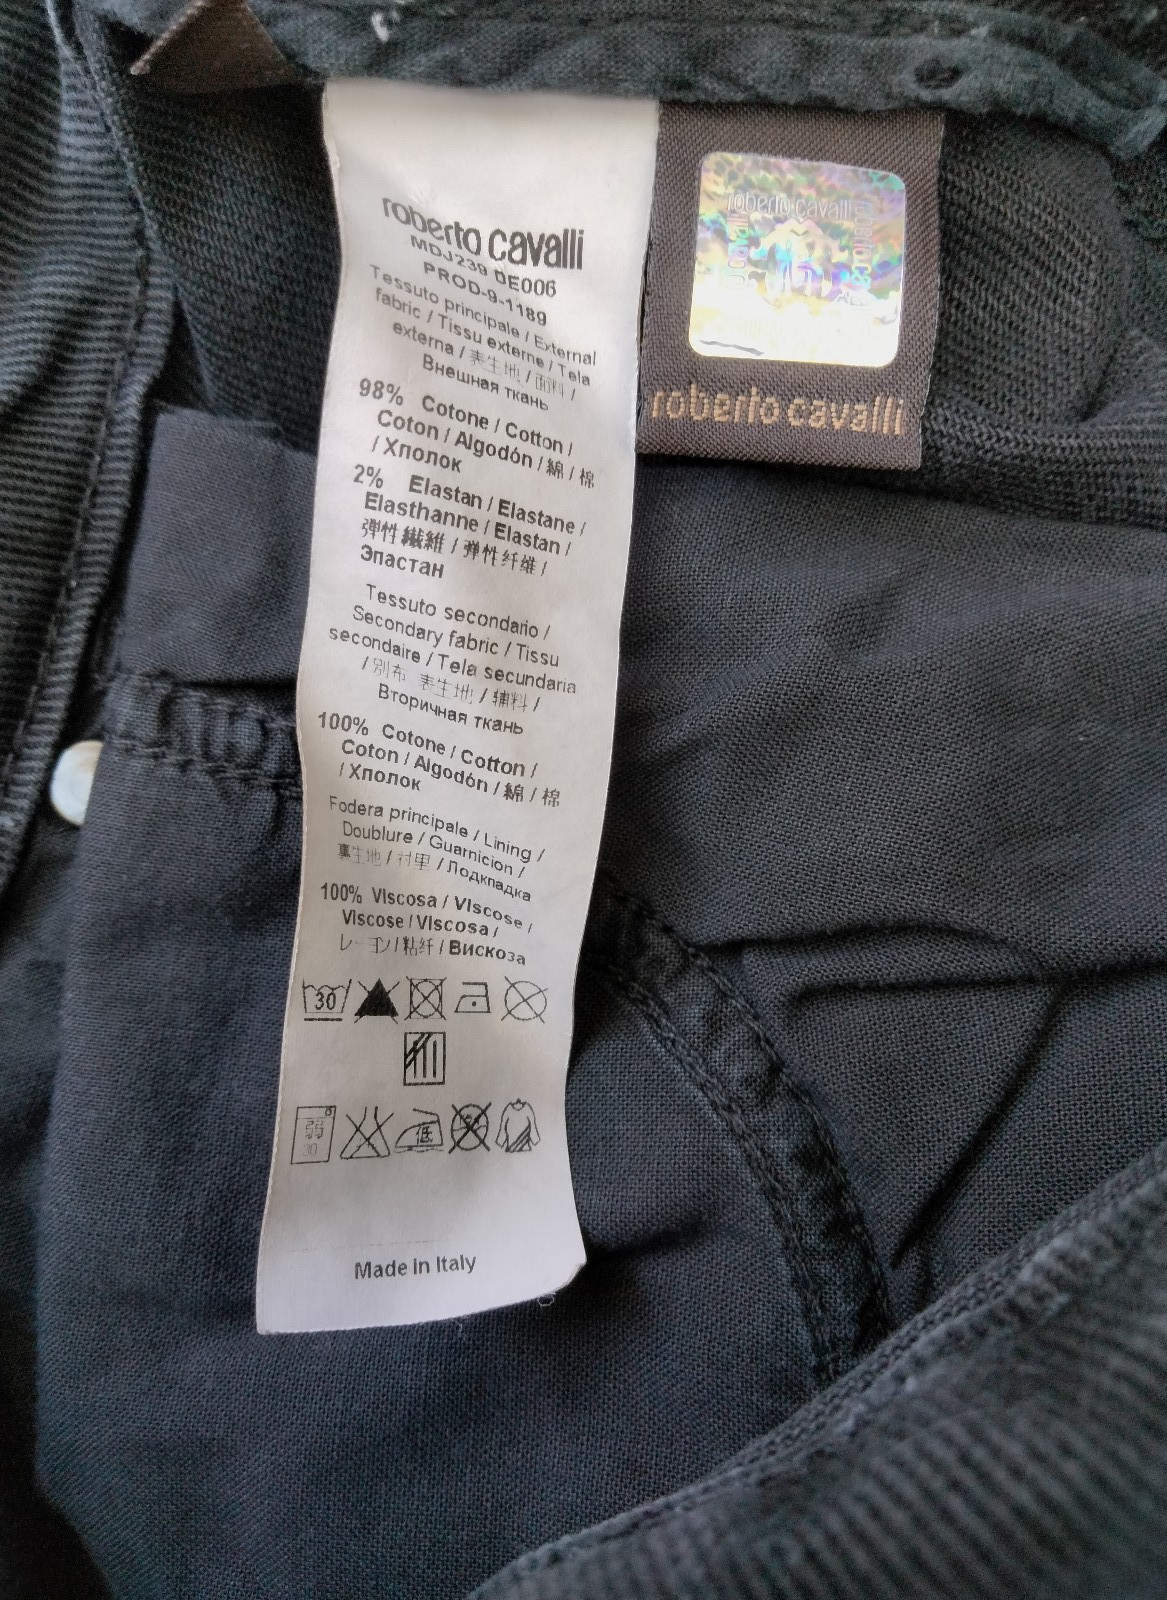 roberto cavalli
MDJ239 DE006
PROD-9-1189
Tessuto principale / External
fabric / Tissu externe / Tela
externa / 表生地 / 面料 /
Внешная ткань
98% Cotone / Cotton /
Coton / Algodón / 綿 / 棉
/ Хлопок
2% Elastan / Elastane /
Elasthanne / Elastan /
弾性繊維 / 弹性纤维 /
Эластан
Tessuto secondario /
Secondary fabric / Tissu
secondaire / Tela secundaria
/ 別布 表生地 / 辅料 /
Вторичная ткань
100% Cotone / Cotton /
Coton / Algodón / 綿 / 棉
/ Хлопок
Fodera principale / Lining /
Doublure / Guarnicion /
裏生地 / 衬里 / Подкладка
100% Viscosa / Viscose /
Viscose / Viscosa /
レーヨン / 粘纤 / Вискоза
30
弱
30
低
Made in Italy
roberto cavalli
roberto cavalli